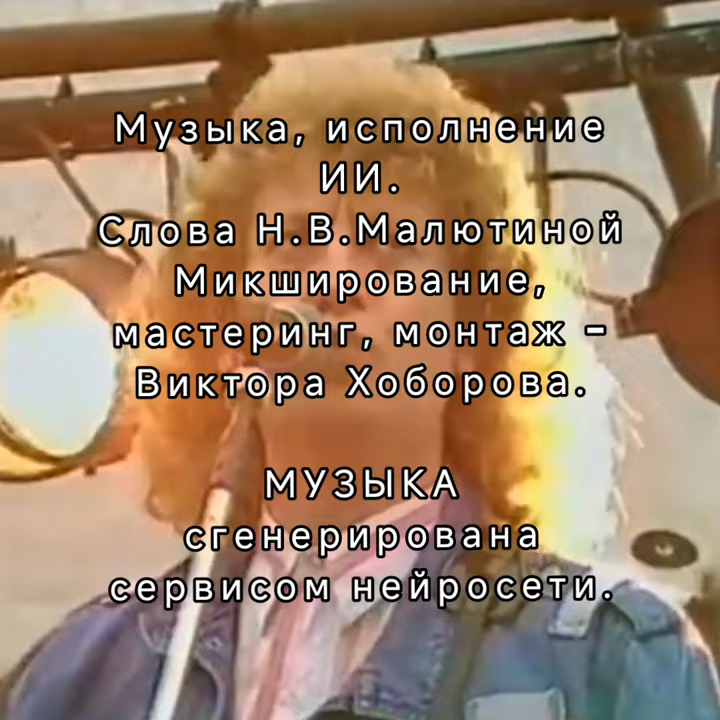 Музыка, исполнение
ИИ.
Слова Н.В.Малютиной
Микширование,
мастеринг, монтаж -
Виктора Хоборова.
МУЗЫКА
сгенерирована
сервисом нейросети.